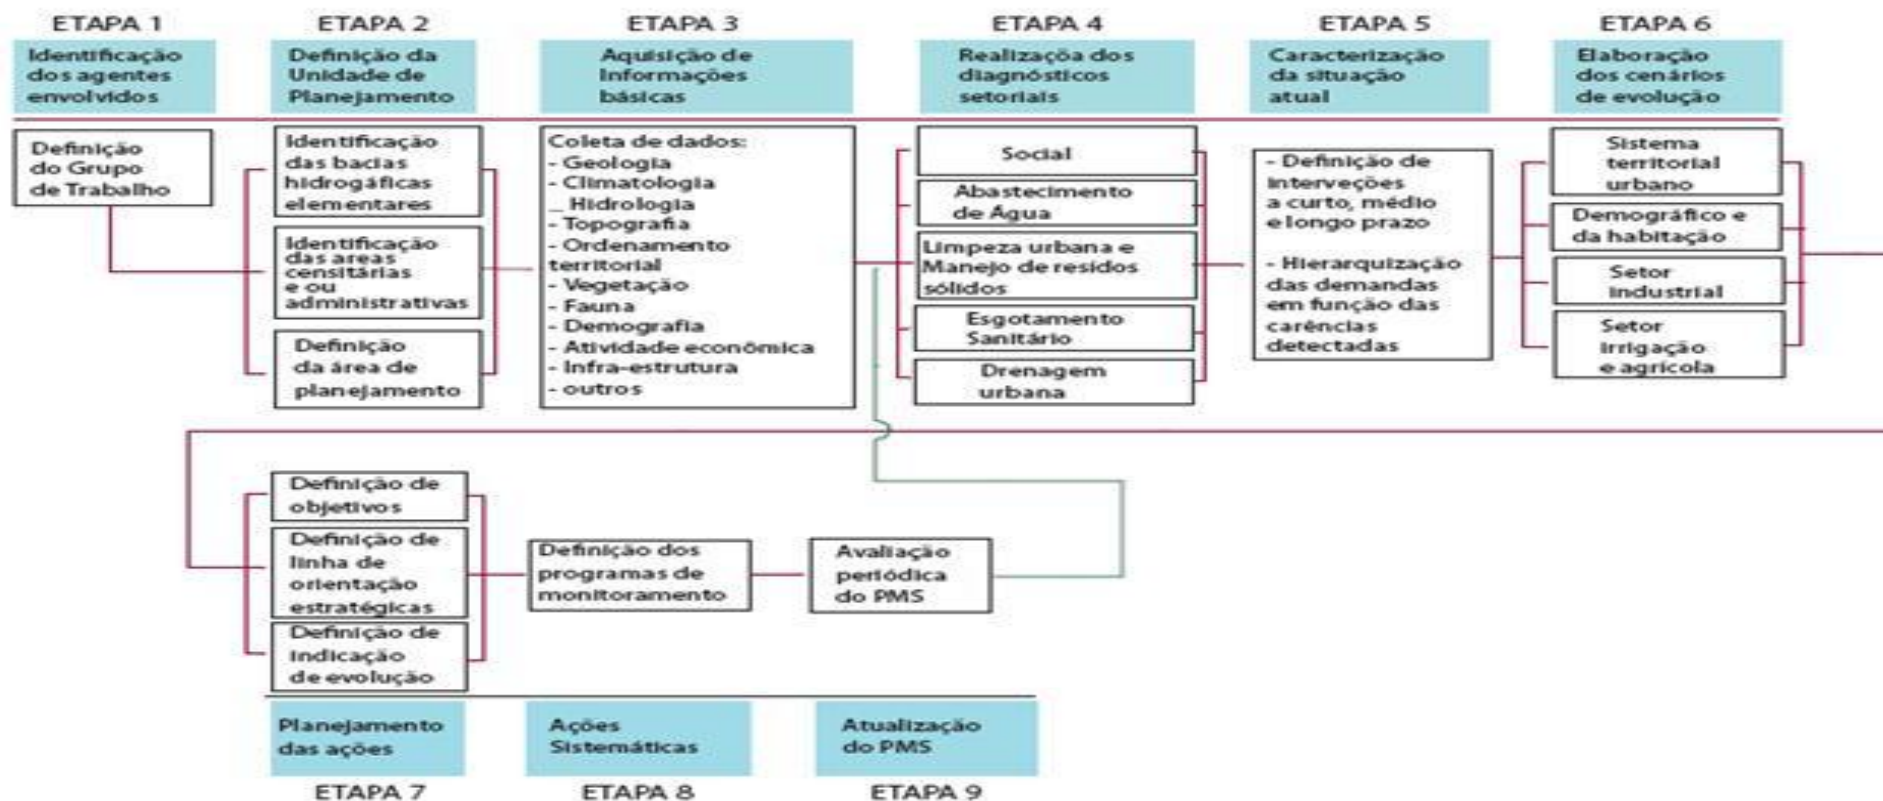 ETAPA 1
Identificação
dos agentes
envolvidos
Definição
do Grupo
de Trabalho
ETAPA 2
Definição da
Unidade de
Planejamento
Identificação
das bacias
hidrogáficas
elementares
Identificação
das areas
censitárias
e ou
administrativas
Definição
da área de
planejamento
ETAPA 3
Aquisição de
Informações
básicas
Coleta de dados:
- Geologia
- Climatologia
_ Hidrologia
- Topografia
- Ordenamento
territorial
- Vegetação
- Fauna
- Demografia
- Atividade econômica
- Infra-estrutura
- outros
ETAPA 4
Realizaçõa dos
diagnósticos
setoriais
Social
Abastecimento
de Água
Limpeza urbana e
Manejo de resídos
sólidos
Esgotamento
Sanitário
Drenagem
urbana
ETAPA 5
Caracterização
da situação
atual
- Definição de
interveções
a curto, médio
e longo prazo
- Hierarquização
das demandas
em função das
carências
detectadas
ETAPA 6
Elaboração
dos cenários
de evolução
Sistema
territorial
urbano
Demográfico e
da habitação
Setor
industrial
Setor
irrigação
e agrícola
Definição de
objetivos
Definição de
linha de
orientação
estratégicas
Definição de
indicação
de evolução
Planejamento
das ações
ETAPA 7
Definição dos
programas de
monitoramento
Ações
Sistemáticas
ETAPA 8
Avaliação
periódica
do PMS
Atualização
do PMS
ETAPA 9